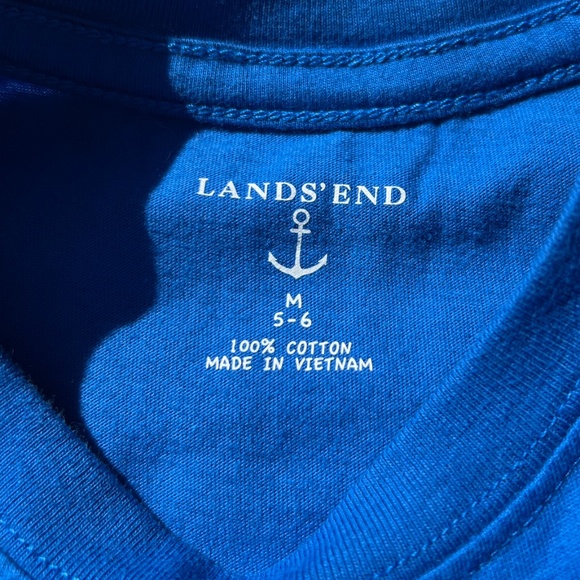 LANDS' END
M
5-6
100% COTTON
MADE IN VIETNAM